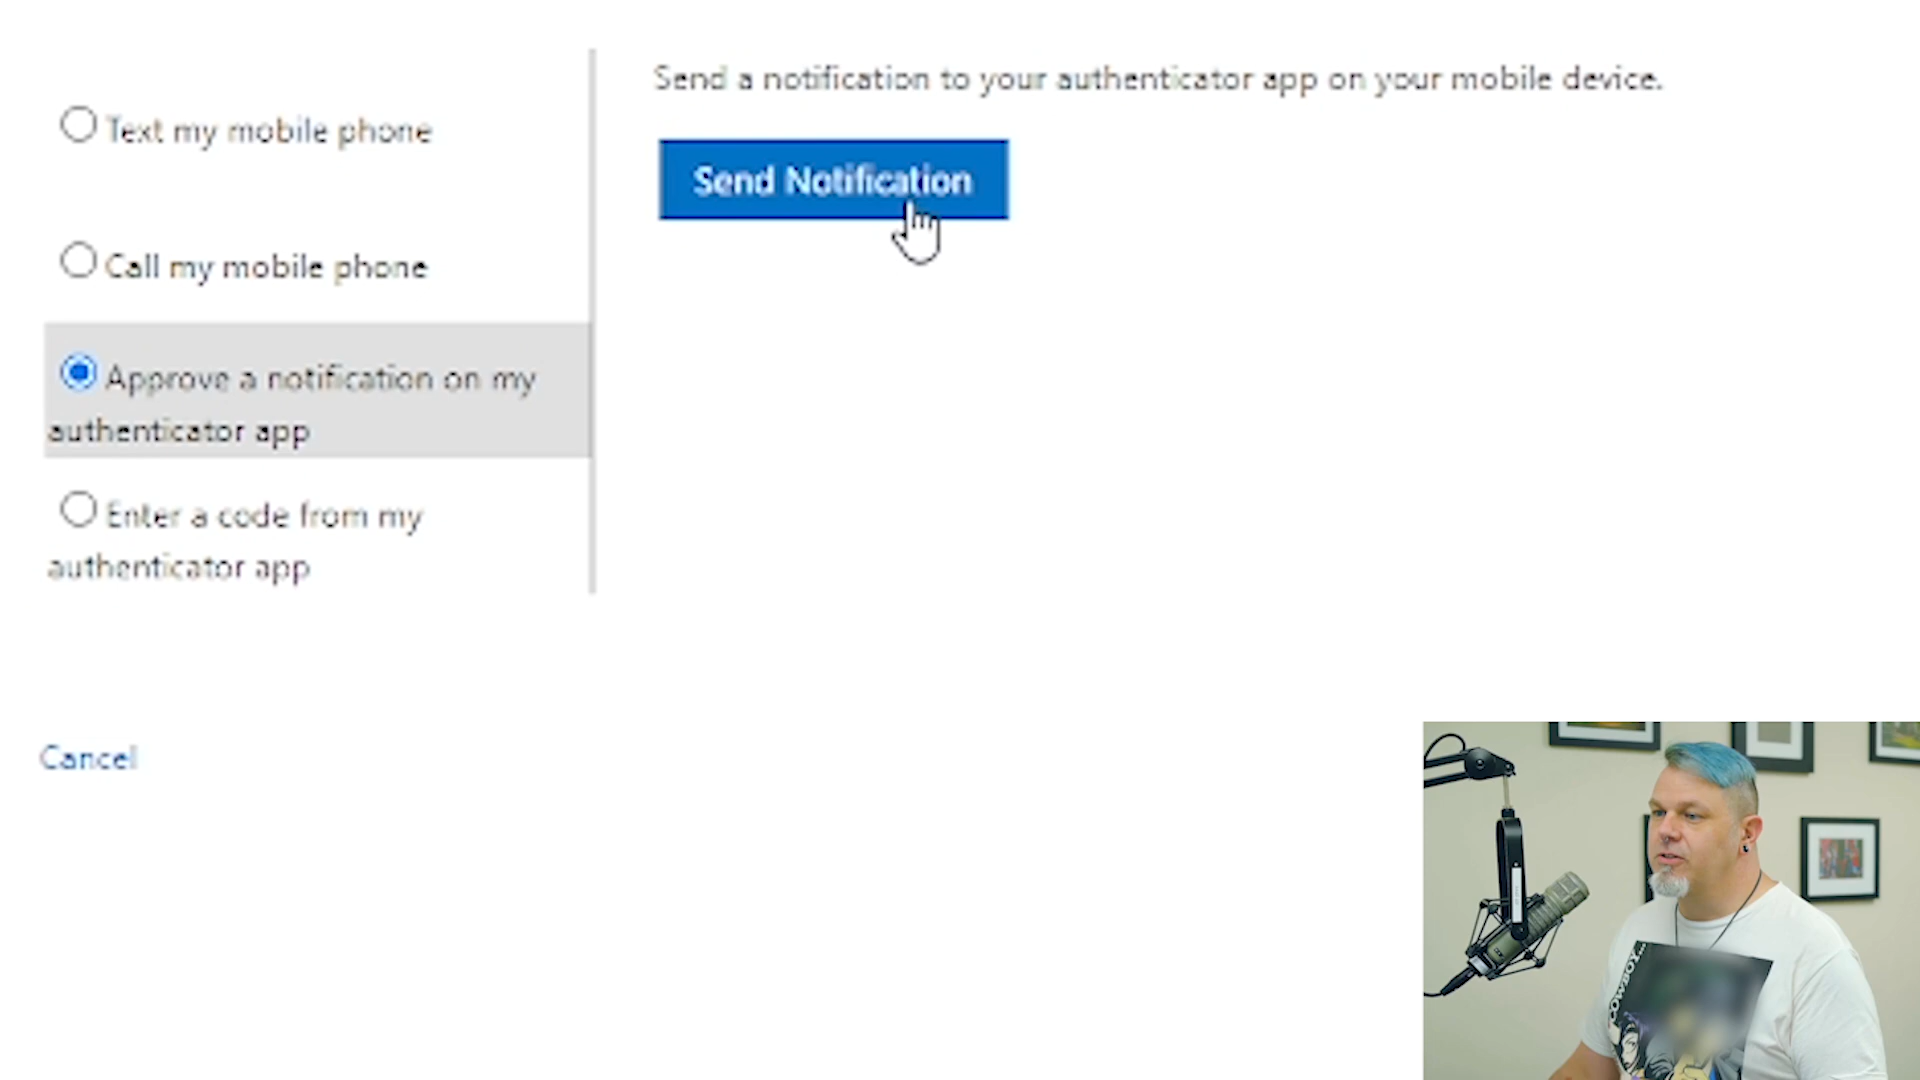 Send a notification to your authenticator app on your mobile device.
Text my mobile phone
Send Notification
Call my mobile phone
Approve a notification on my
authenticator app
Enter a code from my
authenticator app
Cancel
COWBOY...